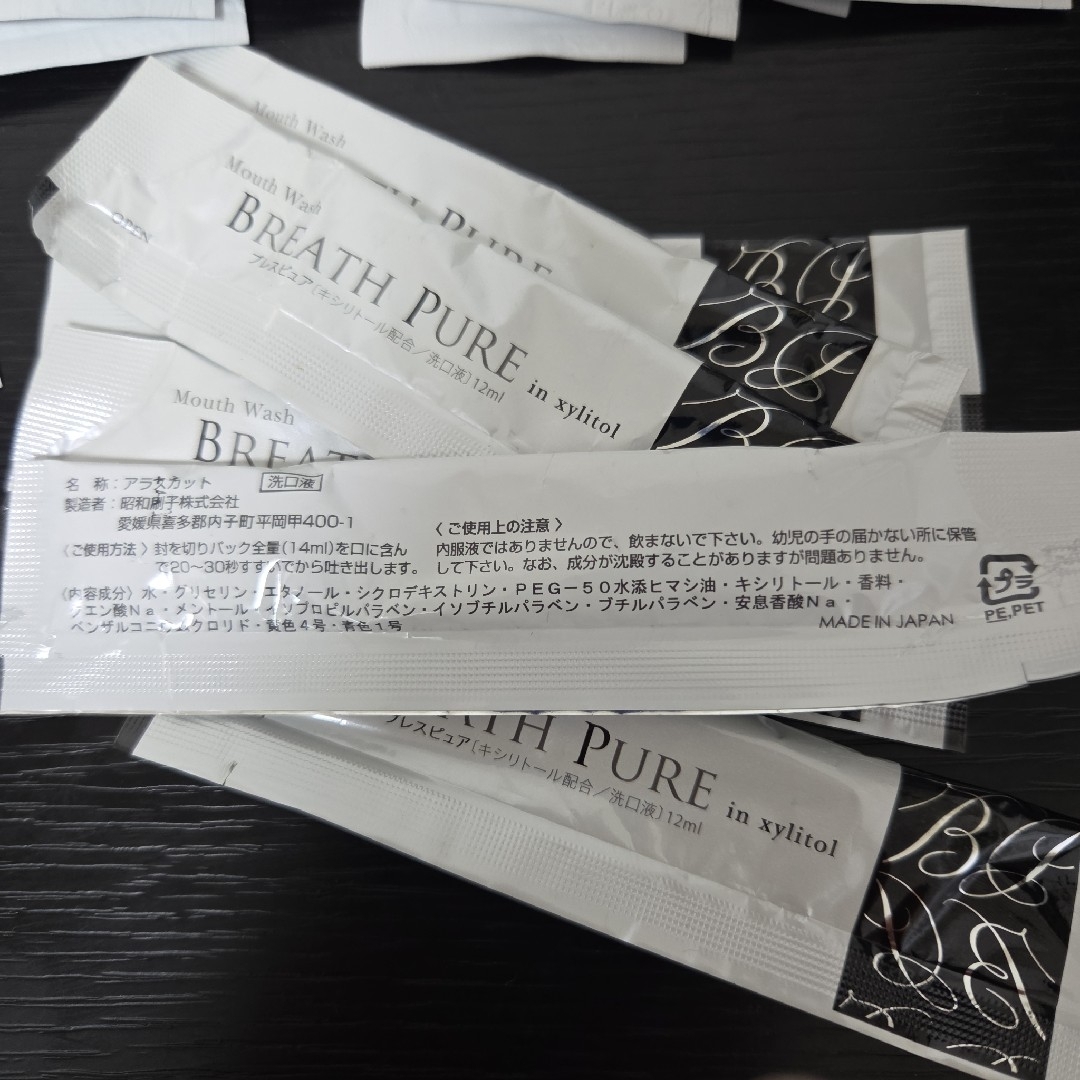 Mouth Wash
PURE
Mouth Wash
BREATH PURE in xylitol
ブレスピュア〔キシリトール配合／洗口液〕12ml
OPEN
Mouth Wash
BREAT
名 称：アラ カット 洗口液
製造者：昭和刷子株式会社
愛媛県喜多郡内子町平岡甲400-1
〈ご使用方法〉封を切りパック全量(14ml)を口に含ん
で20〜30秒すすいでから吐き出します。
〈ご使用上の注意〉
内服液ではありませんので、飲まないで下さい。幼児の手の届かない所に保管
して下さい。なお、成分が沈殿することがありますが問題ありません。
〈内容成分〉水・グリセリン・エタノール・シクロデキストリン・PEG－50水添ヒマシ油・キシリトール・香料・
クエン酸Na・メントール・イソプロピルパラベン・イソブチルパラベン・ブチルパラベン・安息香酸Na・
ベンザルコニウムクロリド・黄色4号・青色1号
MADE IN JAPAN
プラ
PE,PET
ATH PURE in xylitol
ブレスピュア〔キシリトール配合／洗口液〕12ml